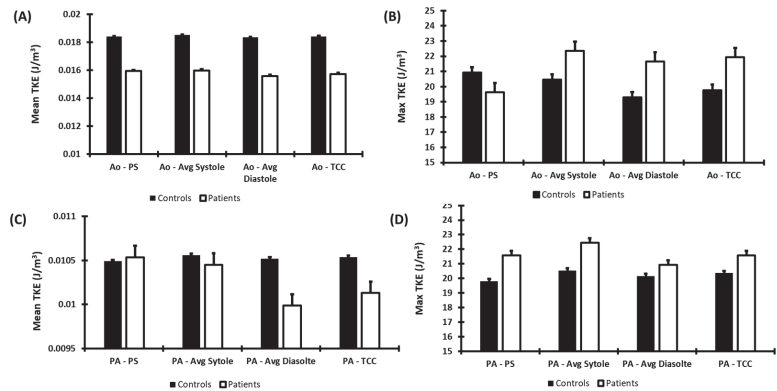 (A)
Mean TKE (J/m³)
0.02
0.018
0.016
0.014
0.012
0.01
Ao - PS
Ao - Avg Systole
Ao - Avg
Diastole
Ao - TCC
Controls
Patients
(B)
Max TKE (J/m³)
25
24
23
22
21
20
19
18
17
16
15
Ao - PS
Ao - Avg Systole
Ao - Avg Diastole
Ao - TCC
Controls
Patients
(C)
Mean TKE (J/m³)
0.011
0.0105
0.01
0.0095
PA - PS
PA - Avg Sytole
PA - Avg Diasolte
PA - TCC
Controls
Patients
(D)
Max TKE (J/m³)
25
24
23
22
21
20
19
18
17
16
15
PA - PS
PA - Avg Sytole
PA - Avg Diasolte
PA - TCC
Controls
Patients